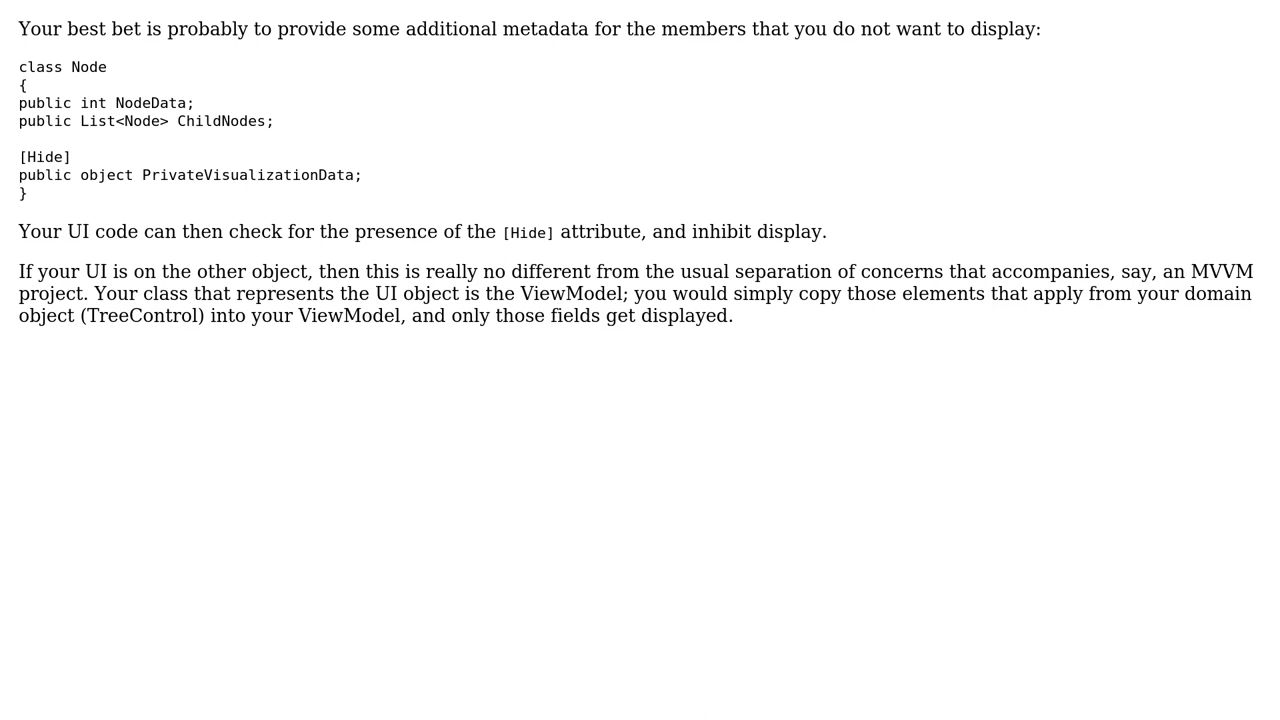 Your best bet is probably to provide some additional metadata for the members that you do not want to display:
class Node
{
public int NodeData;
public List<Node> ChildNodes;
[Hide]
public object PrivateVisualizationData;
}
Your UI code can then check for the presence of the [Hide] attribute, and inhibit display.
If your UI is on the other object, then this is really no different from the usual separation of concerns that accompanies, say, an MVVM
project. Your class that represents the UI object is the ViewModel; you would simply copy those elements that apply from your domain
object (TreeControl) into your ViewModel, and only those fields get displayed.